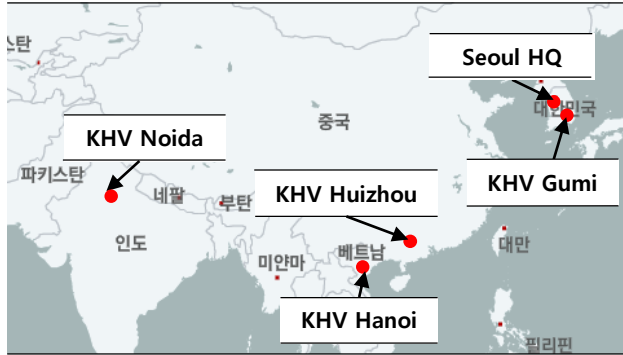 스탄
Seoul HQ
대한민국
중국
KHV Noida
파키스탄
네팔
부탄
KHV Huizhou
KHV Gumi
인도
미얀마
베트남
대만
KHV Hanoi
필리핀